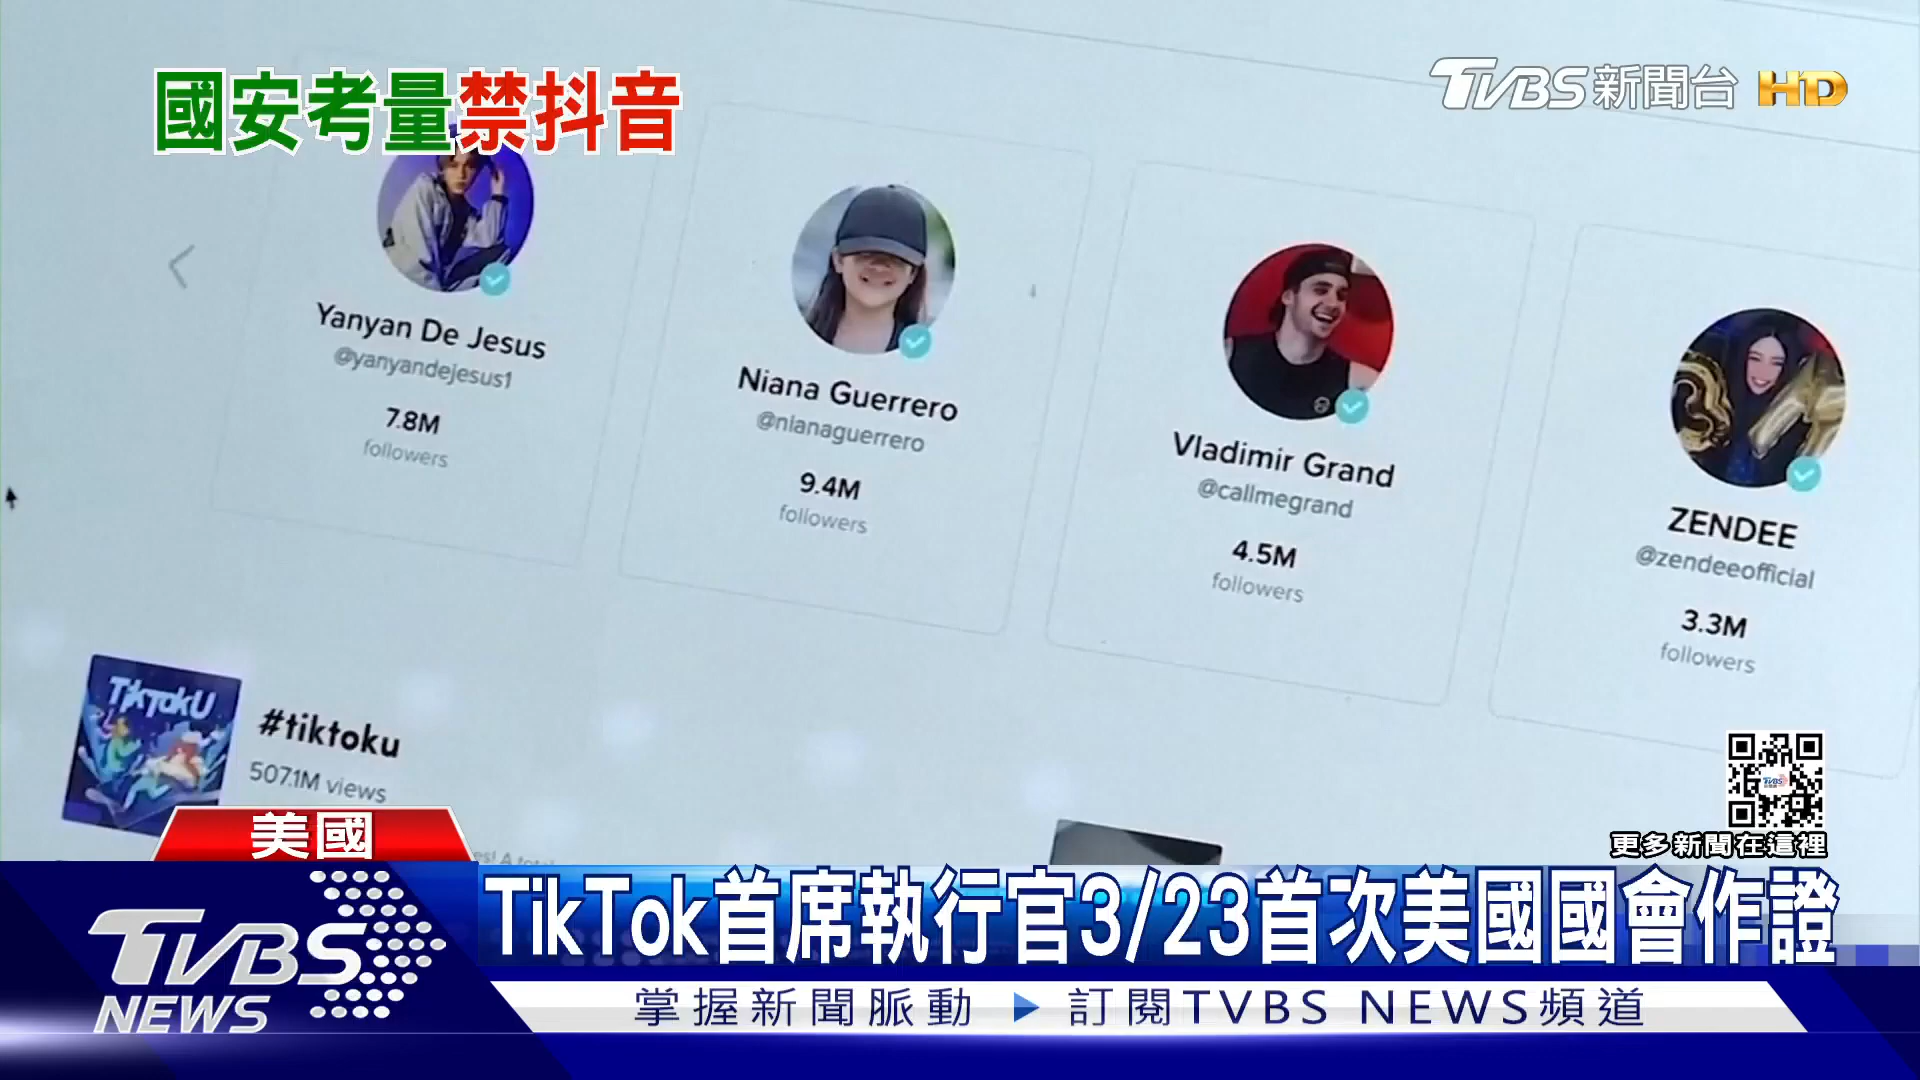 國安考量禁抖音
TVBS新聞台 HD
Yanyan De Jesus
@yanyandejesus1
7.8M
followers
Niana Guerrero
@nianaguerrero
9.4M
followers
Vladimir Grand
@callmegrand
4.5M
followers
ZENDEE
@zendeeofficial
3.3M
followers
TikTokU
#tiktoku
507.1M views
TVBS
更多新聞在這裡
美國
TikTok首席執行官3/23首次美國國會作證
TVBS
NEWS
掌握新聞脈動 ▶ 訂閱TVBS NEWS頻道